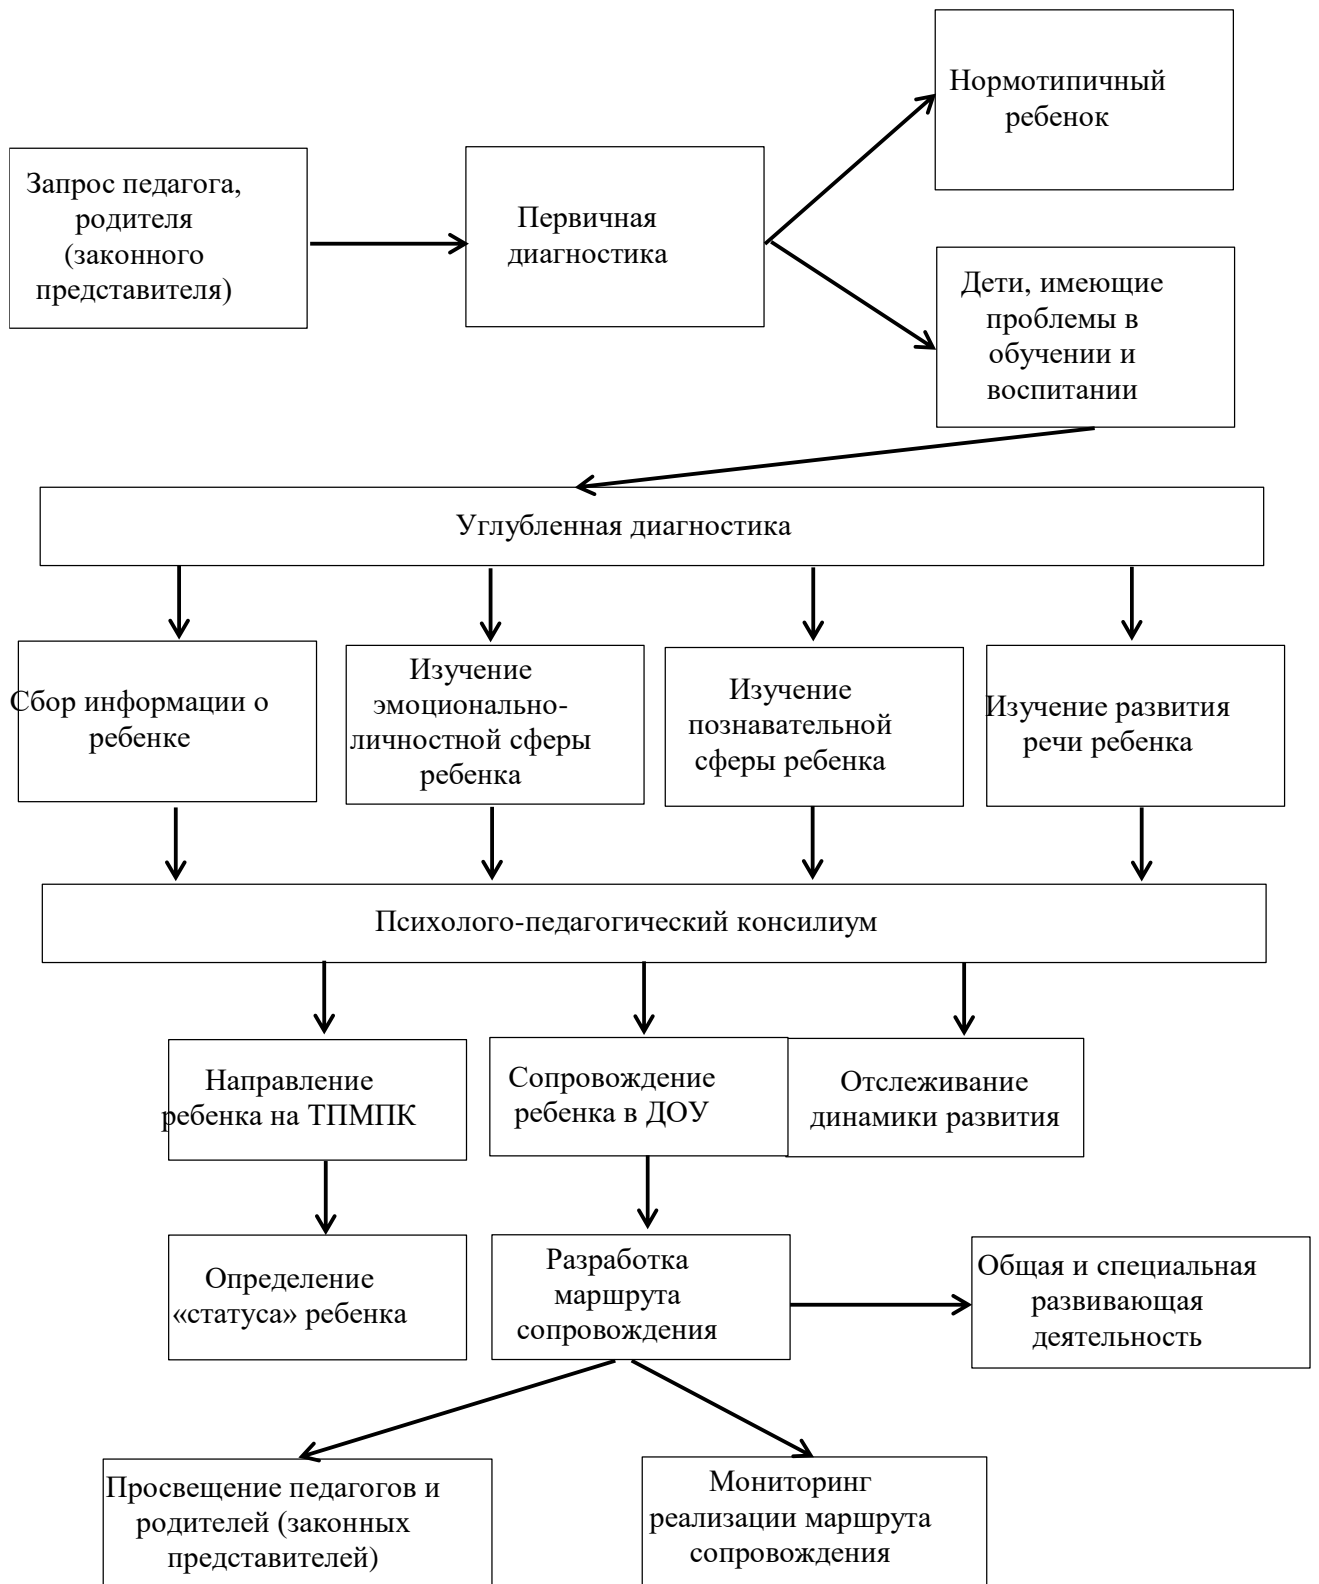 Нормотипичный
ребенок
Запрос педагога,
родителя
(законного
представителя)
Первичная
диагностика
Дети, имеющие
проблемы в
обучении и
воспитании
Углубленная диагностика
Сбор информации о
ребенке
Изучение
эмоционально-
личностной сферы
ребенка
Изучение
познавательной
сферы ребенка
Изучение развития
речи ребенка
Психолого-педагогический консилиум
Направление
ребенка на ТПМПК
Сопровождение
ребенка в ДОУ
Отслеживание
динамики развития
Определение
«статуса» ребенка
Разработка
маршрута
сопровождения
Общая и специальная
развивающая
деятельность
Просвещение педагогов и
родителей (законных
представителей)
Мониторинг
реализации маршрута
сопровождения